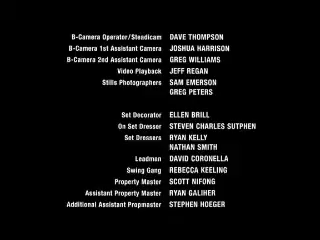 B-Camera Operator/Steadicam DAVE THOMPSON
B-Camera 1st Assistant Camera JOSHUA HARRISON
B-Camera 2nd Assistant Camera GREG WILLIAMS
Video Playback JEFF REGAN
Stills Photographers SAM EMERSON
GREG PETERS
Set Decorator ELLEN BRILL
On Set Dressor STEVEN CHARLES SUTPHEN
Set Dressers RYAN KELLY
NATHAN SMITH
Leadmen DAVID CORONELLA
Swing Gang REBECCA KEELING
Property Master SCOTT NIFONG
Assistant Property Master RYAN GALIHER
Additional Assistant Propmaster STEPHEN HOEGER